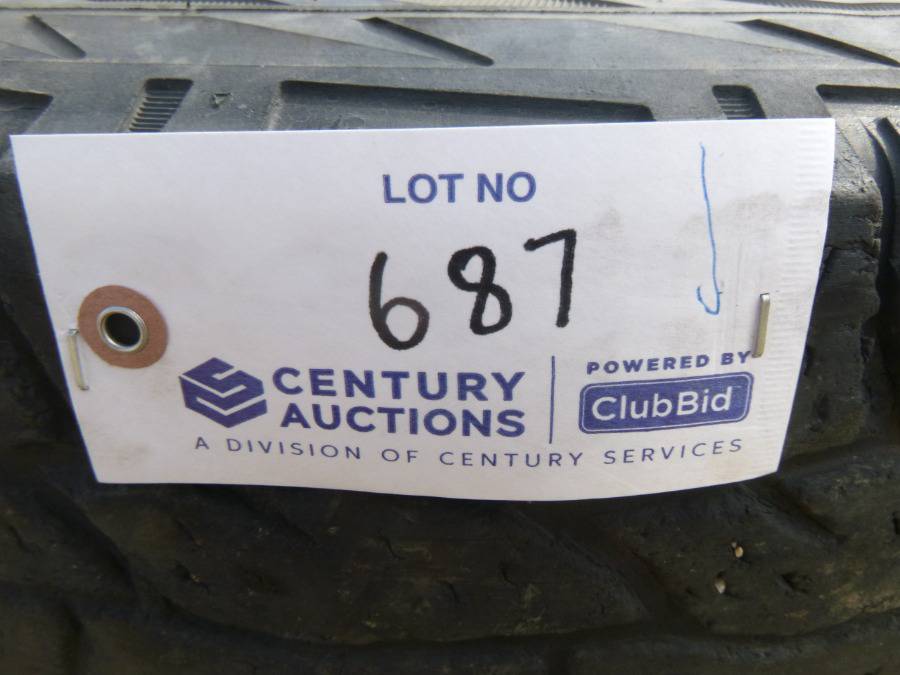 LOT NO
687
CENTURY AUCTIONS
A DIVISION OF CENTURY SERVICES
POWERED BY
ClubBid